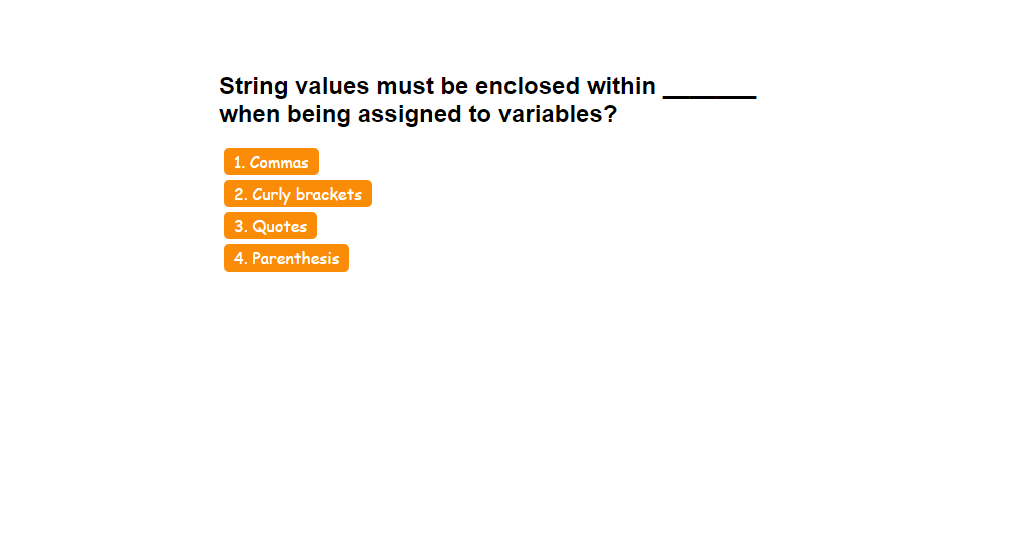 String values must be enclosed within _______
when being assigned to variables?
1. Commas
2. Curly brackets
3. Quotes
4. Parenthesis